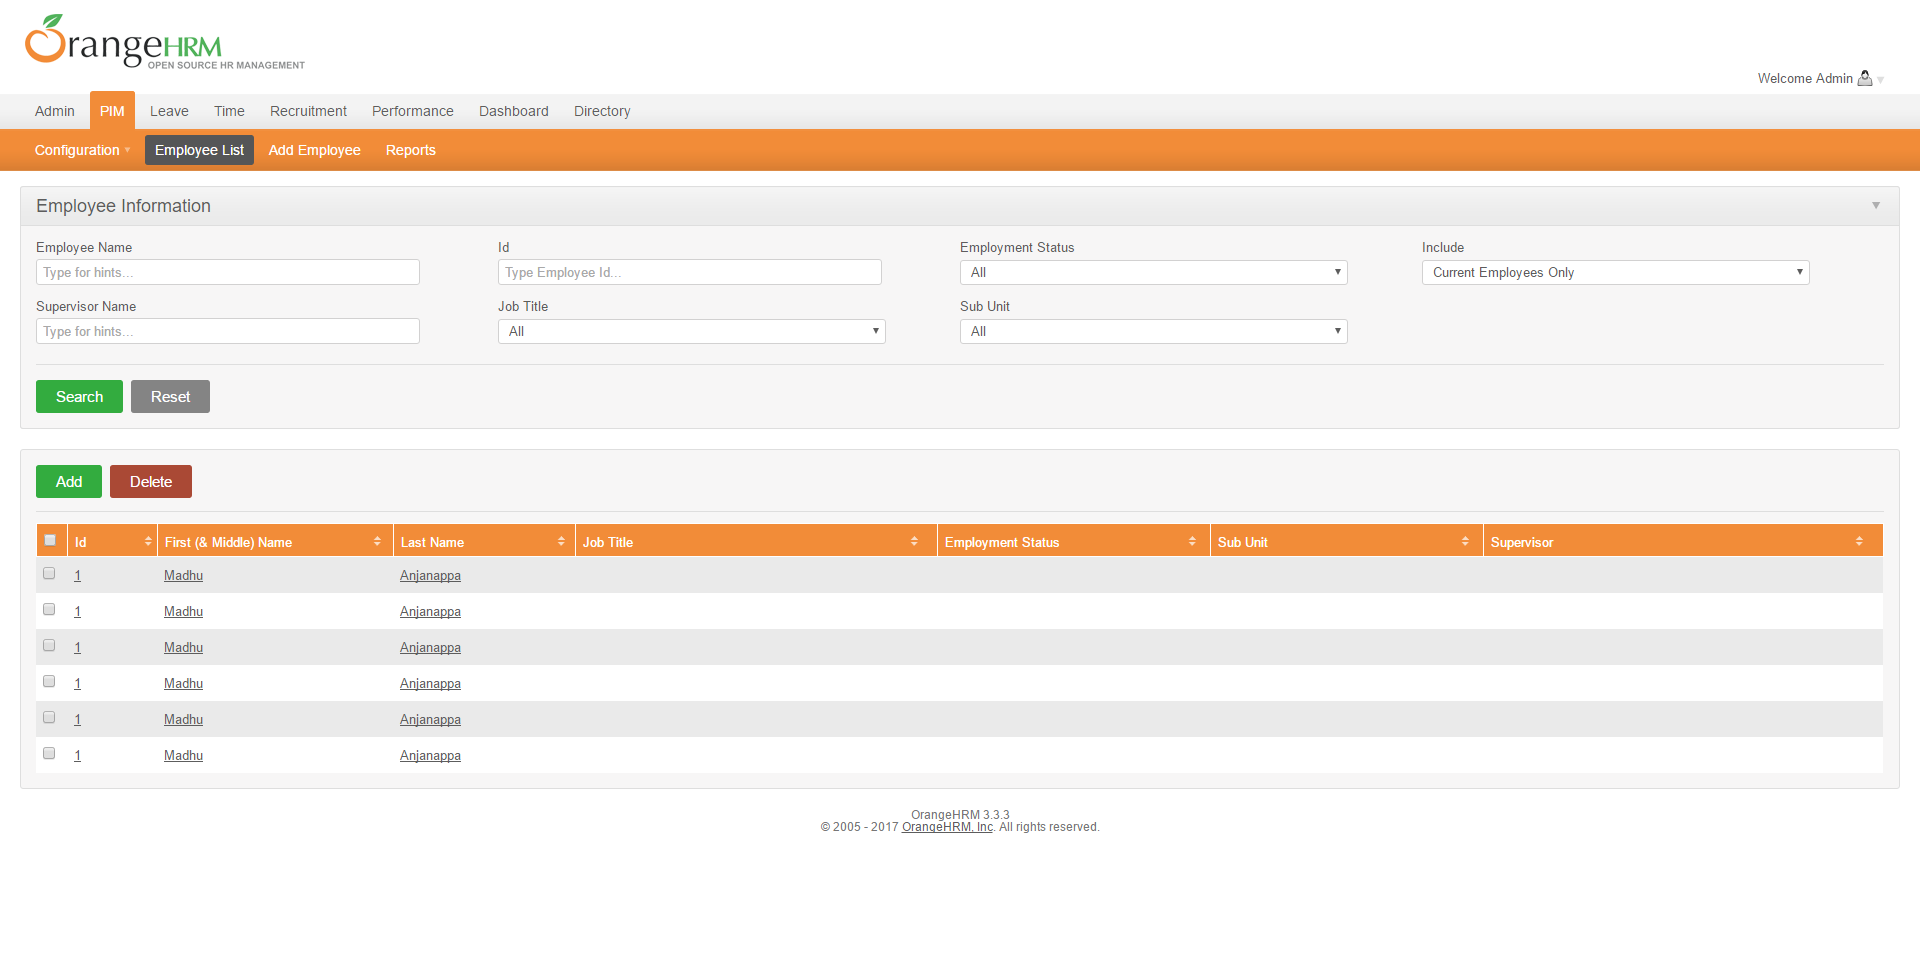 OrangeHRM
OPEN SOURCE HR MANAGEMENT
Welcome Admin
Admin PIM Leave Time Recruitment Performance Dashboard Directory
Configuration Employee List Add Employee Reports
Employee Information
Employee Name Id Employment Status Include
Type for hints... Type Employee Id... All Current Employees Only
Supervisor Name Job Title Sub Unit
Type for hints... All All
Search Reset
Add Delete
Id First (& Middle) Name Last Name Job Title Employment Status Sub Unit Supervisor
1 Madhu Anjanappa
1 Madhu Anjanappa
1 Madhu Anjanappa
1 Madhu Anjanappa
1 Madhu Anjanappa
1 Madhu Anjanappa
OrangeHRM 3.3.3
© 2005 - 2017 OrangeHRM, Inc. All rights reserved.